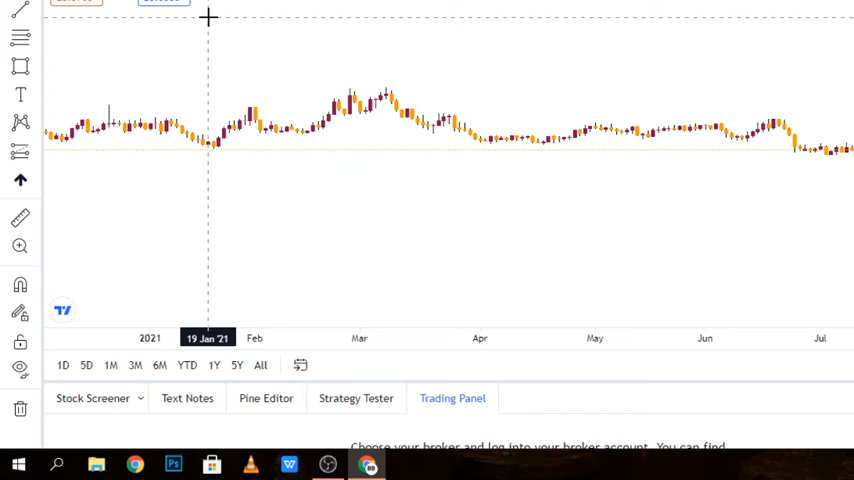 2021 19 Jan '21 Feb Mar Apr May Jun Jul
1D 5D 1M 3M 6M YTD 1Y 5Y All
Stock Screener Text Notes Pine Editor Strategy Tester Trading Panel
Choose your broker and log into your broker account. You can find
Ps
BB